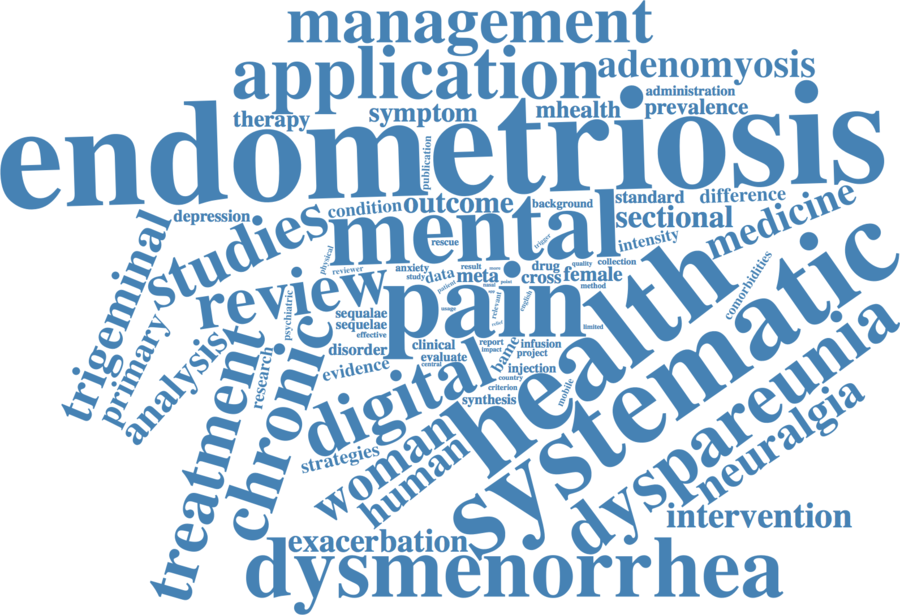 management
application
adenomyosis
administration
therapy
symptom
mhealth
prevalence
endometriosis
publication
depression
condition
outcome
background
standard
difference
trigeminal
studies
mental
sectional
medicine
rescue
trigger
intensity
physical
reviewer
anxiety
study
data
result
meta
drug
quality
collection
cross
female
method
patient
review
pain
health
systematic
comorbidities
relevant
english
usage
relief
limited
psychiatric
sequalae
sequelae
effective
primary
analysis
treatment
chronic
research
disorder
evidence
clinical
evaluate
central
report
impact
bame
infusion
project
injection
country
criterion
mobile
synthesis
digital
strategies
woman
human
dyspareunia
neuralgia
intervention
exacerbation
dysmenorrhea